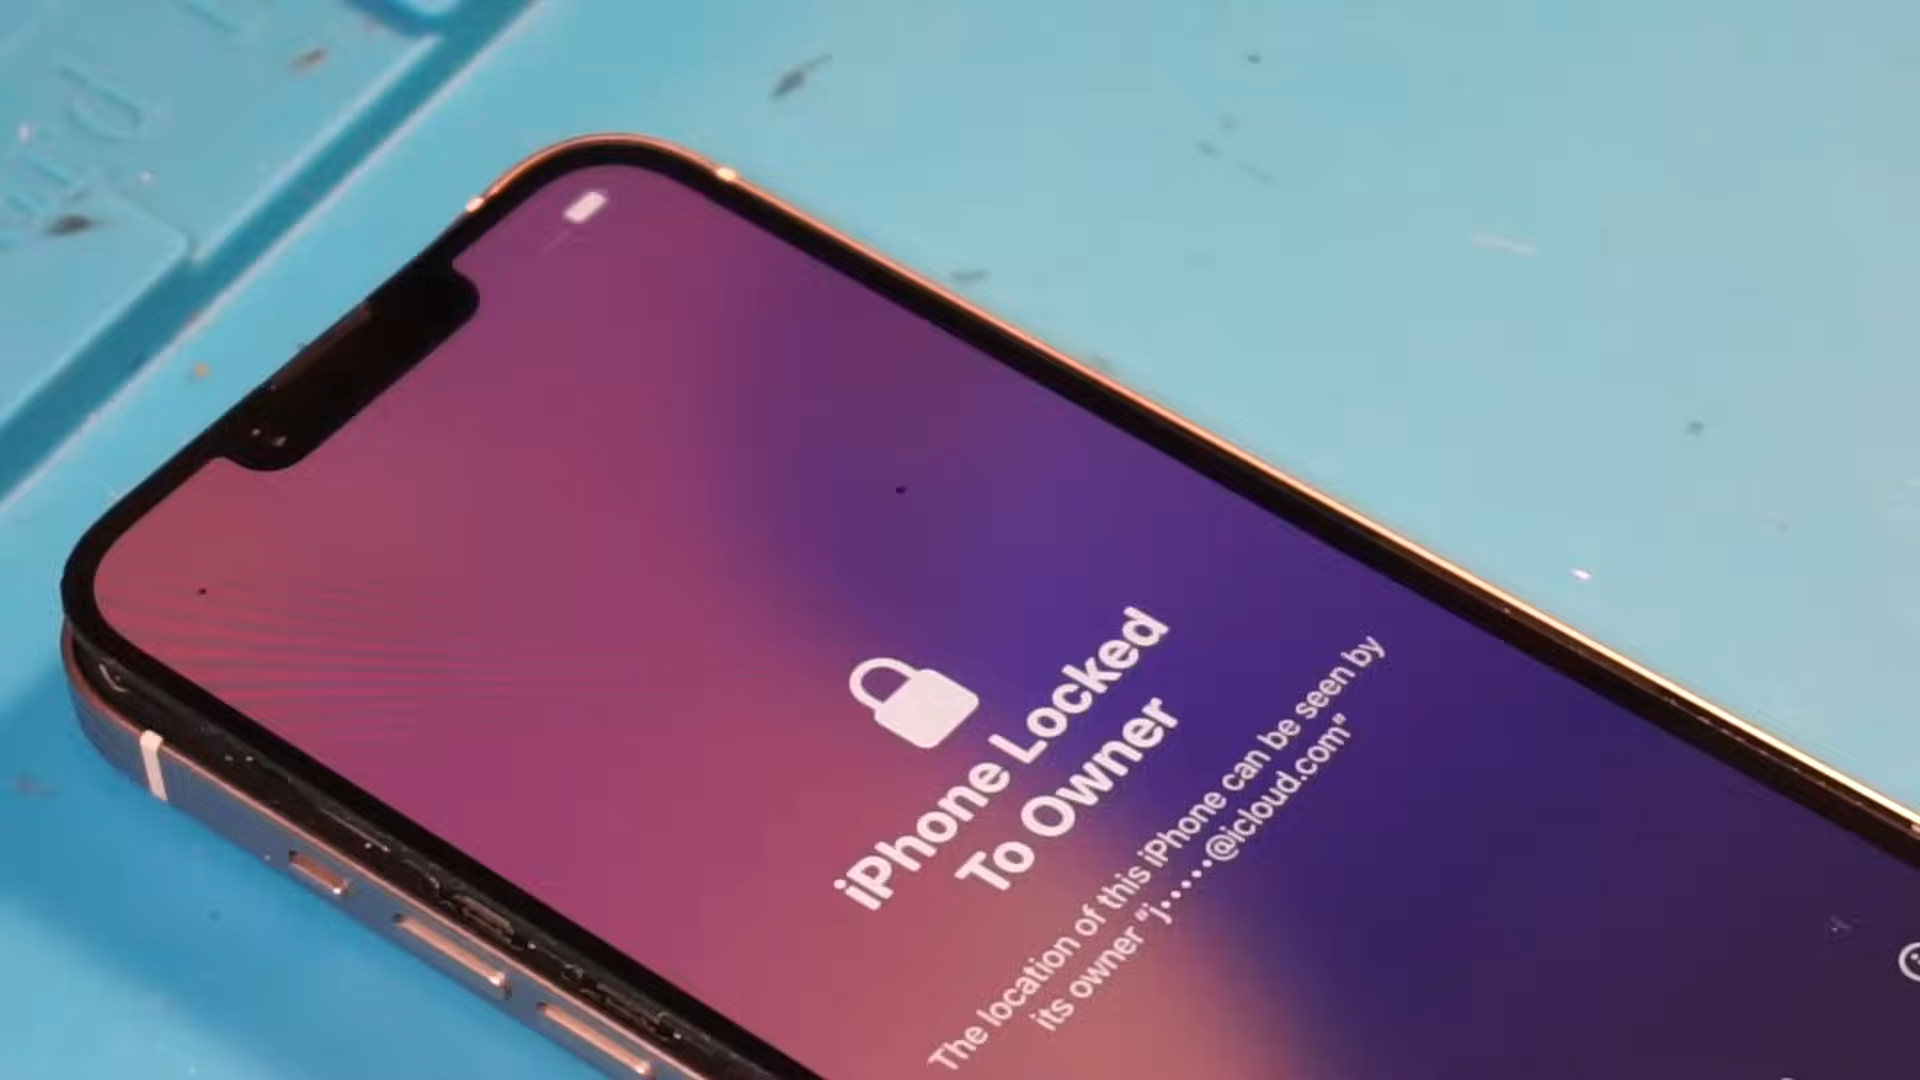 iPhone Locked
To Owner
The location of this iPhone can be seen by
its owner "j•••••@icloud.com"